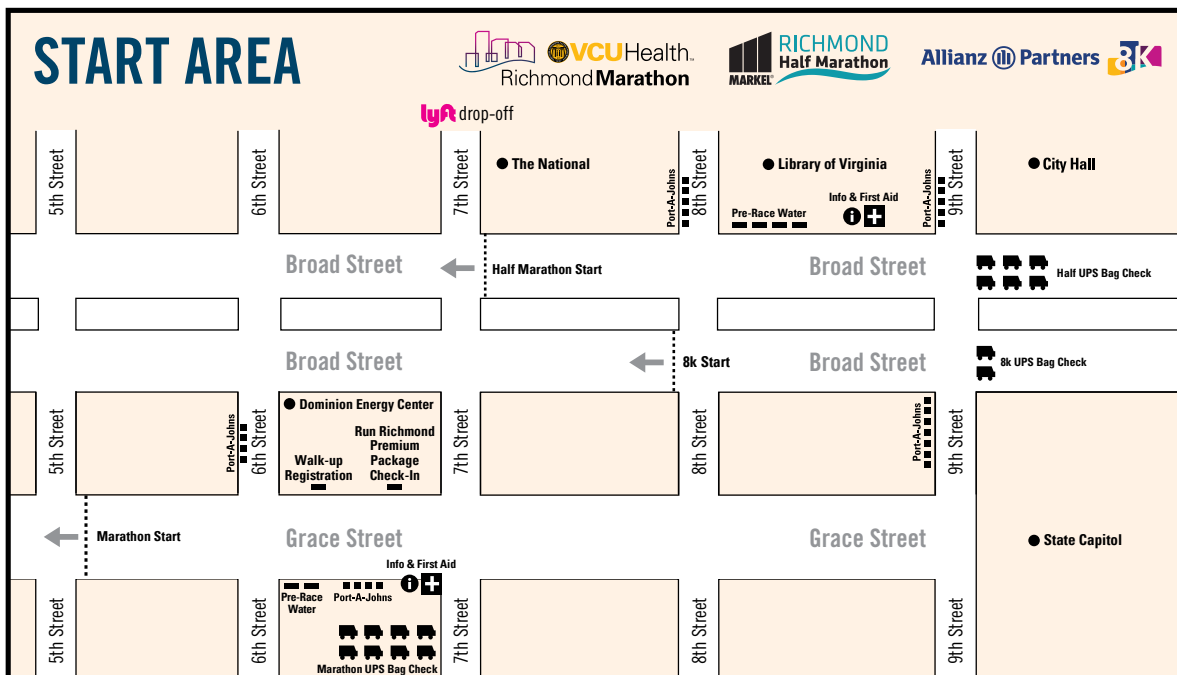 START AREA
VCUHealth™
Richmond Marathon
MARKEL®
RICHMOND
Half Marathon
Allianz Partners 8K
lyft drop-off
5th Street
6th Street
7th Street
The National
Port-A-Johns
8th Street
Library of Virginia
Pre-Race Water
Info & First Aid
Port-A-Johns
9th Street
City Hall
Broad Street
Half Marathon Start
Broad Street
Half UPS Bag Check
Broad Street
8k Start
Broad Street
8k UPS Bag Check
5th Street
Port-A-Johns
6th Street
Dominion Energy Center
Walk-up
Registration
Run Richmond
Premium
Package
Check-In
7th Street
8th Street
Port-A-Johns
9th Street
Marathon Start
Grace Street
Grace Street
State Capitol
5th Street
6th Street
Pre-Race
Water
Port-A-Johns
Info & First Aid
Marathon UPS Bag Check
7th Street
8th Street
9th Street